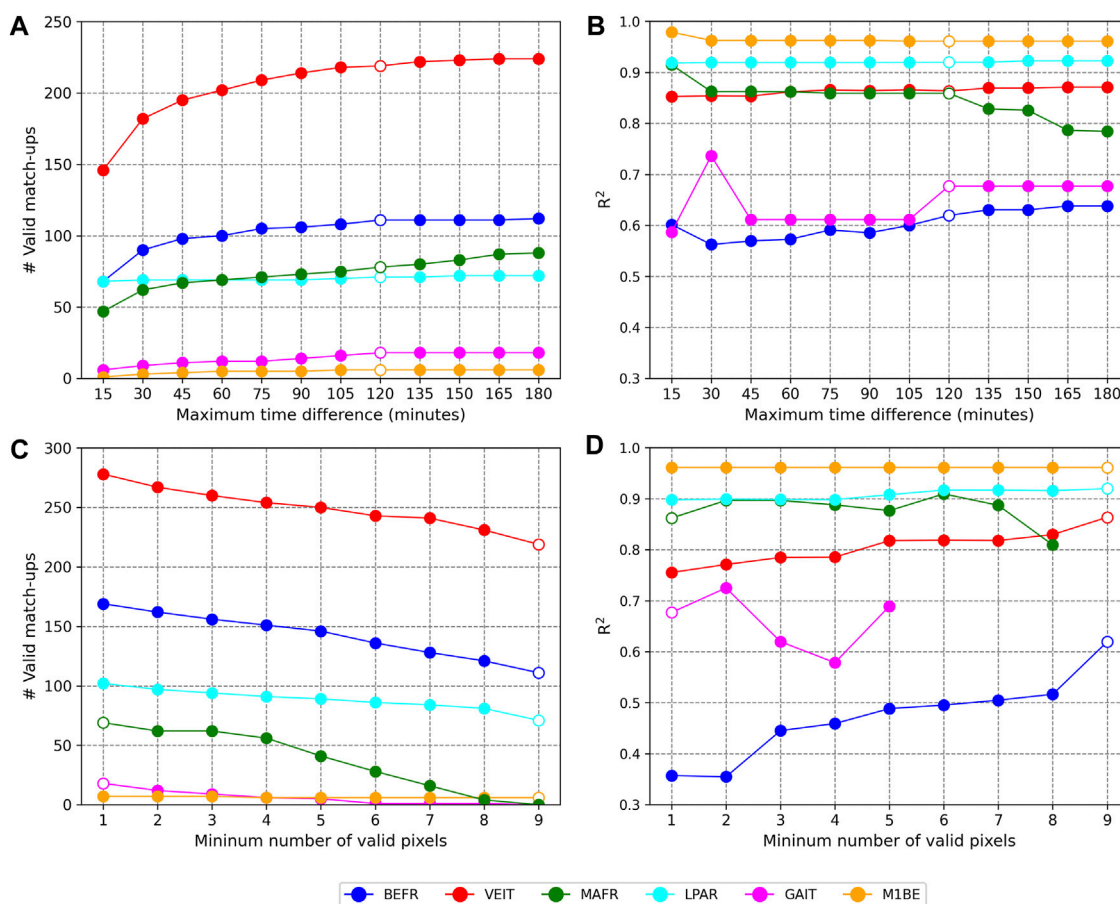 A
250
200
150
100
50
0
# Valid match-ups
15 30 45 60 75 90 105 120 135 150 165 180
Maximum time difference (minutes)
B
1.0
0.9
0.8
0.7
0.6
0.5
0.4
0.3
R²
15 30 45 60 75 90 105 120 135 150 165 180
Maximum time difference (minutes)
C
300
250
200
150
100
50
0
# Valid match-ups
1 2 3 4 5 6 7 8 9
Mininum number of valid pixels
D
1.0
0.9
0.8
0.7
0.6
0.5
0.4
0.3
R²
1 2 3 4 5 6 7 8 9
Mininum number of valid pixels
BEFR VEIT MAFR LPAR GAIT M1BE